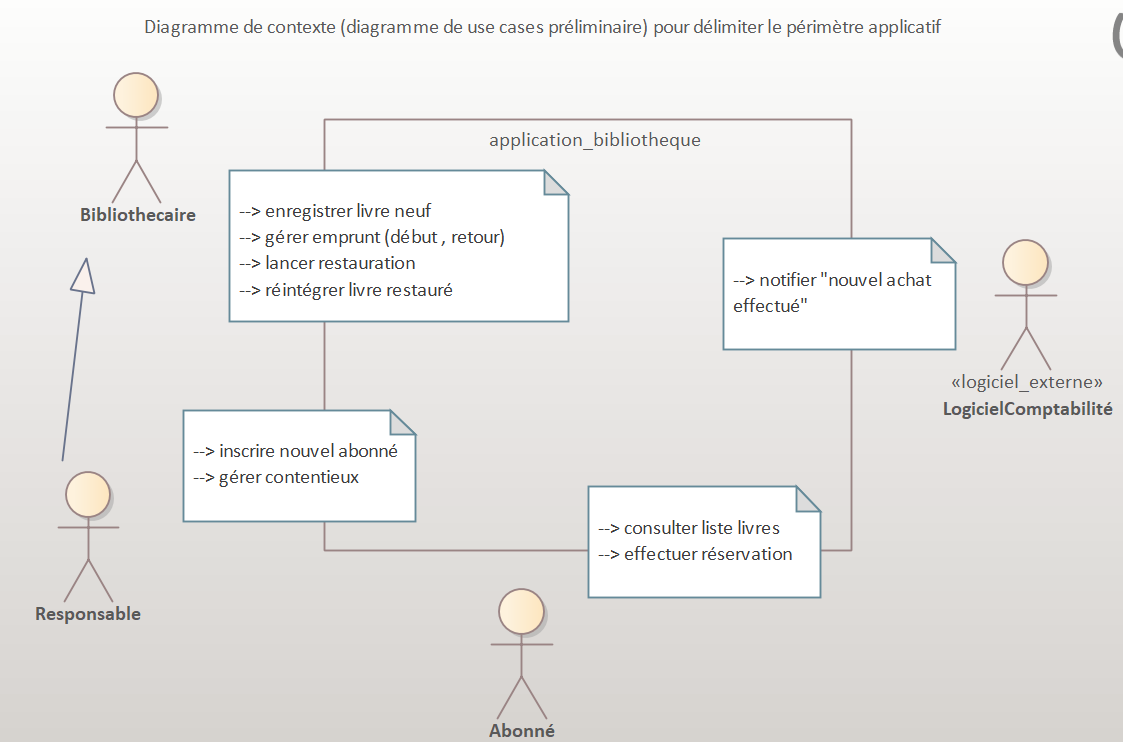 Diagramme de contexte (diagramme de use cases préliminaire) pour délimiter le périmètre applicatif
application_bibliotheque
Bibliothecaire
--> enregistrer livre neuf
--> gérer emprunt (début , retour)
--> lancer restauration
--> réintégrer livre restauré
--> notifier "nouvel achat
effectué"
«logiciel_externe»
LogicielComptabilité
--> inscrire nouvel abonné
--> gérer contentieux
--> consulter liste livres
--> effectuer réservation
Responsable
Abonné